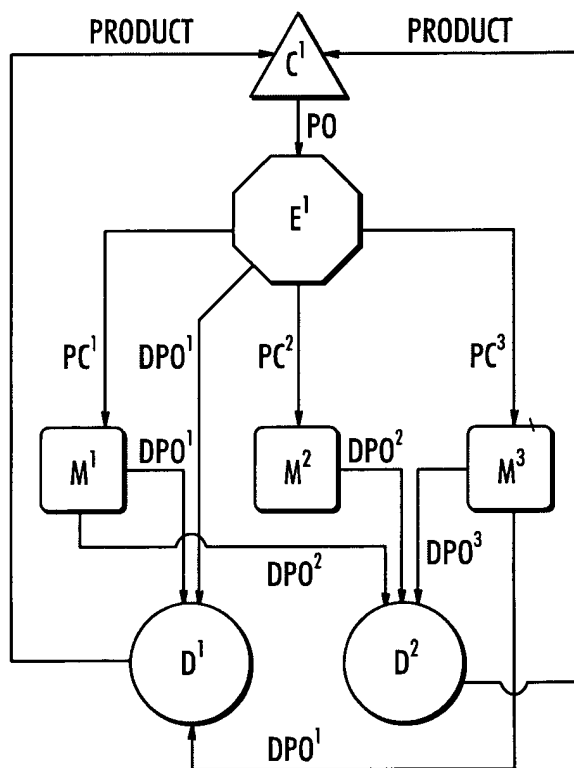 PRODUCT PRODUCT
C¹
PO
E¹
PC¹ DPO¹ PC² PC³
M¹ DPO¹ M² DPO² M³
DPO² DPO³
D¹ D²
DPO¹